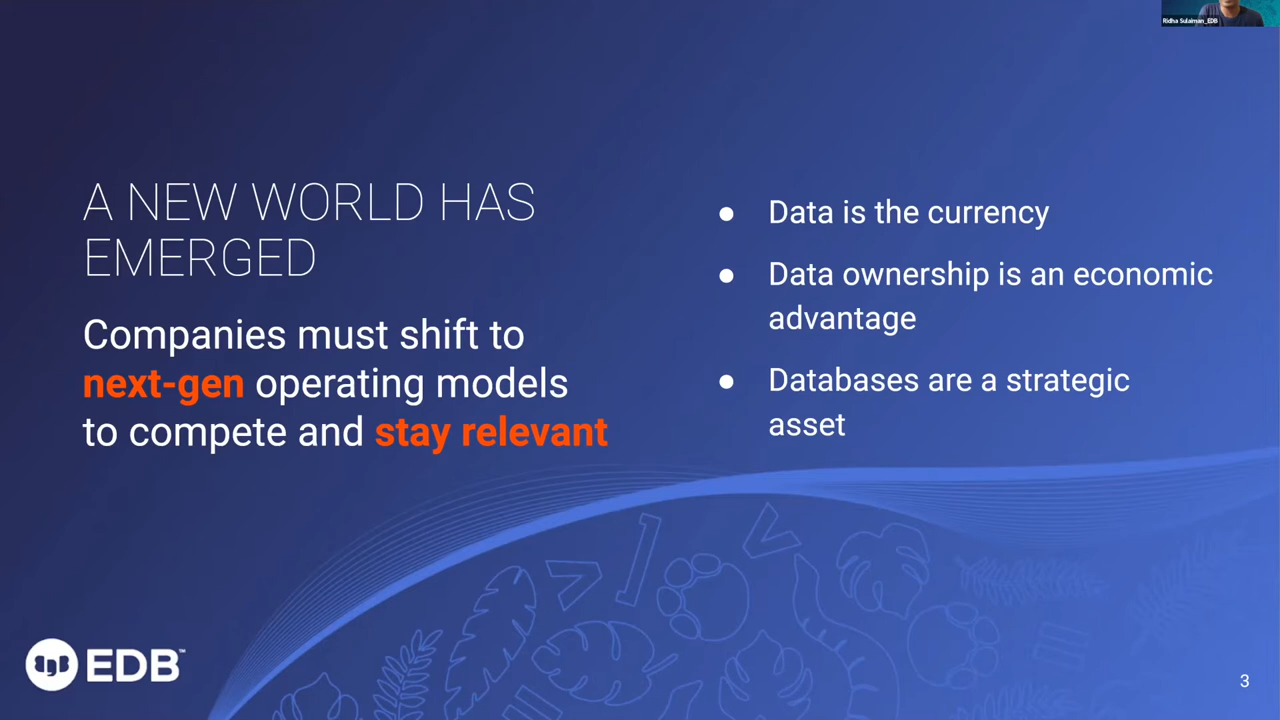 Ridha Sulaiman_EDB
A NEW WORLD HAS
EMERGED
Companies must shift to
next-gen operating models
to compete and stay relevant
● Data is the currency
● Data ownership is an economic
advantage
● Databases are a strategic
asset
EDB™
3